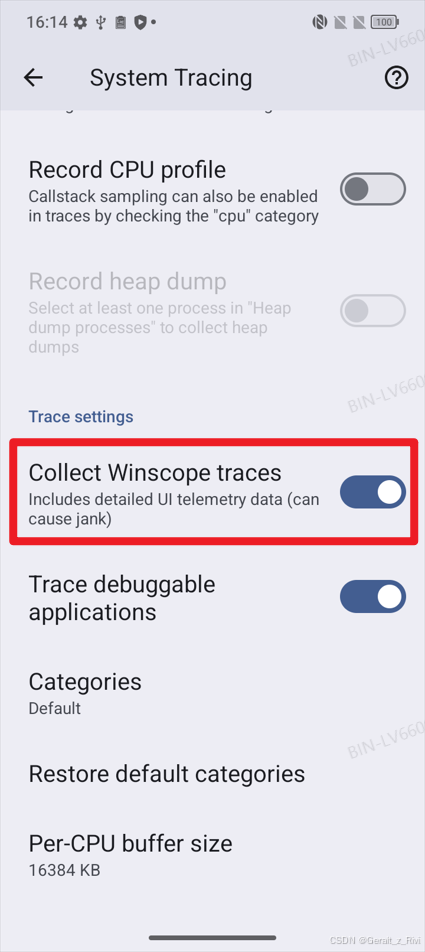 16:14
100
System Tracing
Record CPU profile
Callstack sampling can also be enabled
in traces by checking the "cpu" category
Record heap dump
Select at least one process in "Heap
dump processes" to collect heap
dumps
Trace settings
Collect Winscope traces
Includes detailed UI telemetry data (can
cause jank)
Trace debuggable
applications
Categories
Default
Restore default categories
Per-CPU buffer size
16384 KB
BIN-LV660
BIN-LV660
BIN-LV660
CSDN @Geralt_z_Rivi